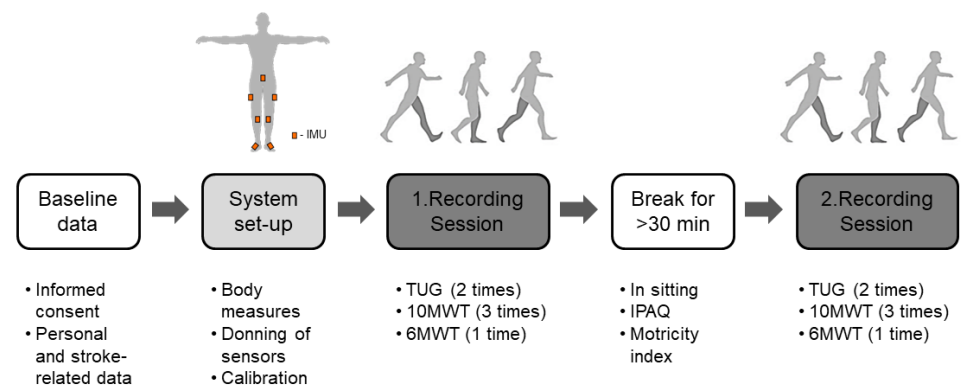 - IMU
Baseline
data
System
set-up
1.Recording
Session
Break for
>30 min
2.Recording
Session
• Informed
consent
• Personal
and stroke-
related data
• Body
measures
• Donning of
sensors
• Calibration
• TUG (2 times)
• 10MWT (3 times)
• 6MWT (1 time)
• In sitting
• IPAQ
• Motricity
index
• TUG (2 times)
• 10MWT (3 times)
• 6MWT (1 time)